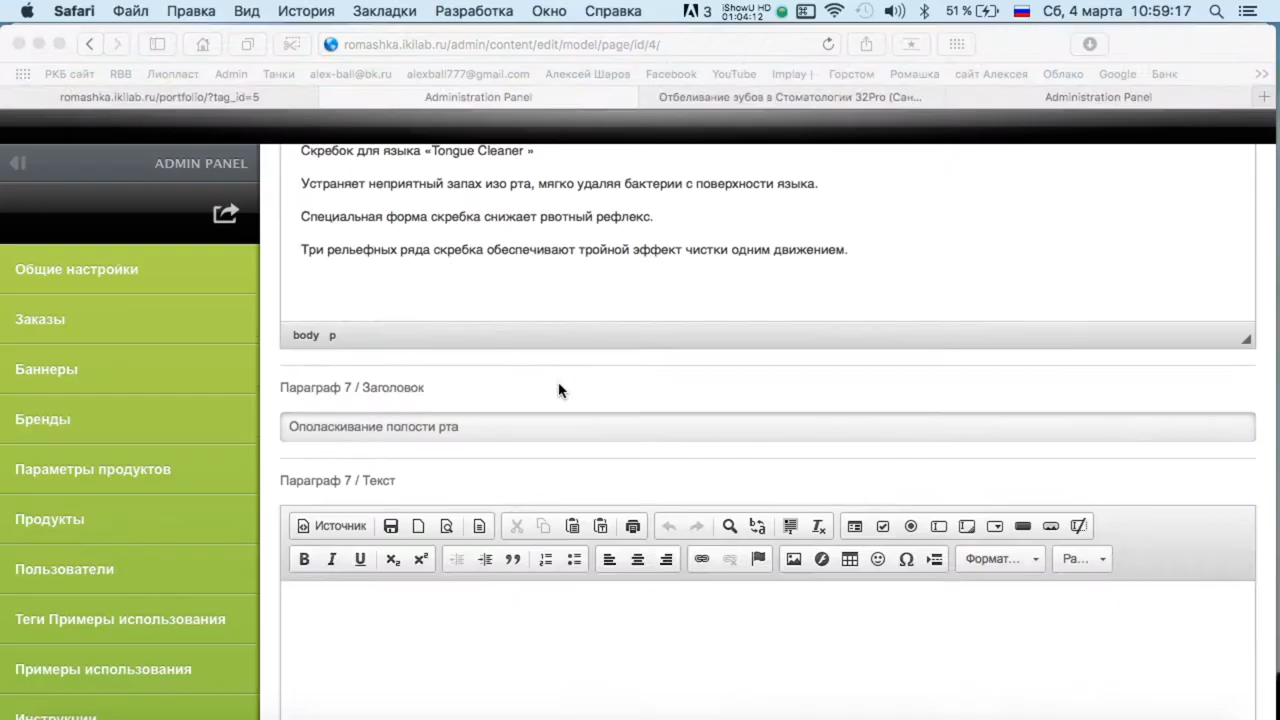 Safari Файл Правка Вид История Закладки Разработка Окно Справка 3 iShowU HD 01:04:12 51 % Сб, 4 марта 10:59:17
romashka.ikilab.ru/admin/content/edit/model/page/id/4/
РКБ сайт RBB Лиопласт Admin Танки alex-ball@bk.ru alexball777@gmail.com Алексей Шаров Facebook YouTube Implay | Горстом Ромашка сайт Алексея Облако Google Банк
romashka.ikilab.ru/portfolio/?tag_id=5 Administration Panel Отбеливание зубов в Стоматологии 32Pro (Сан... Administration Panel
ADMIN PANEL
Общие настройки
Заказы
Баннеры
Бренды
Параметры продуктов
Продукты
Пользователи
Теги Примеры использования
Примеры использования
Инструкции
Скребок для языка «Tongue Cleaner »
Устраняет неприятный запах изо рта, мягко удаляя бактерии с поверхности языка.
Специальная форма скребка снижает рвотный рефлекс.
Три рельефных ряда скребка обеспечивают тройной эффект чистки одним движением.
body p
Параграф 7 / Заголовок
Ополаскивание полости рта
Параграф 7 / Текст
Источник
Формат... Ра...